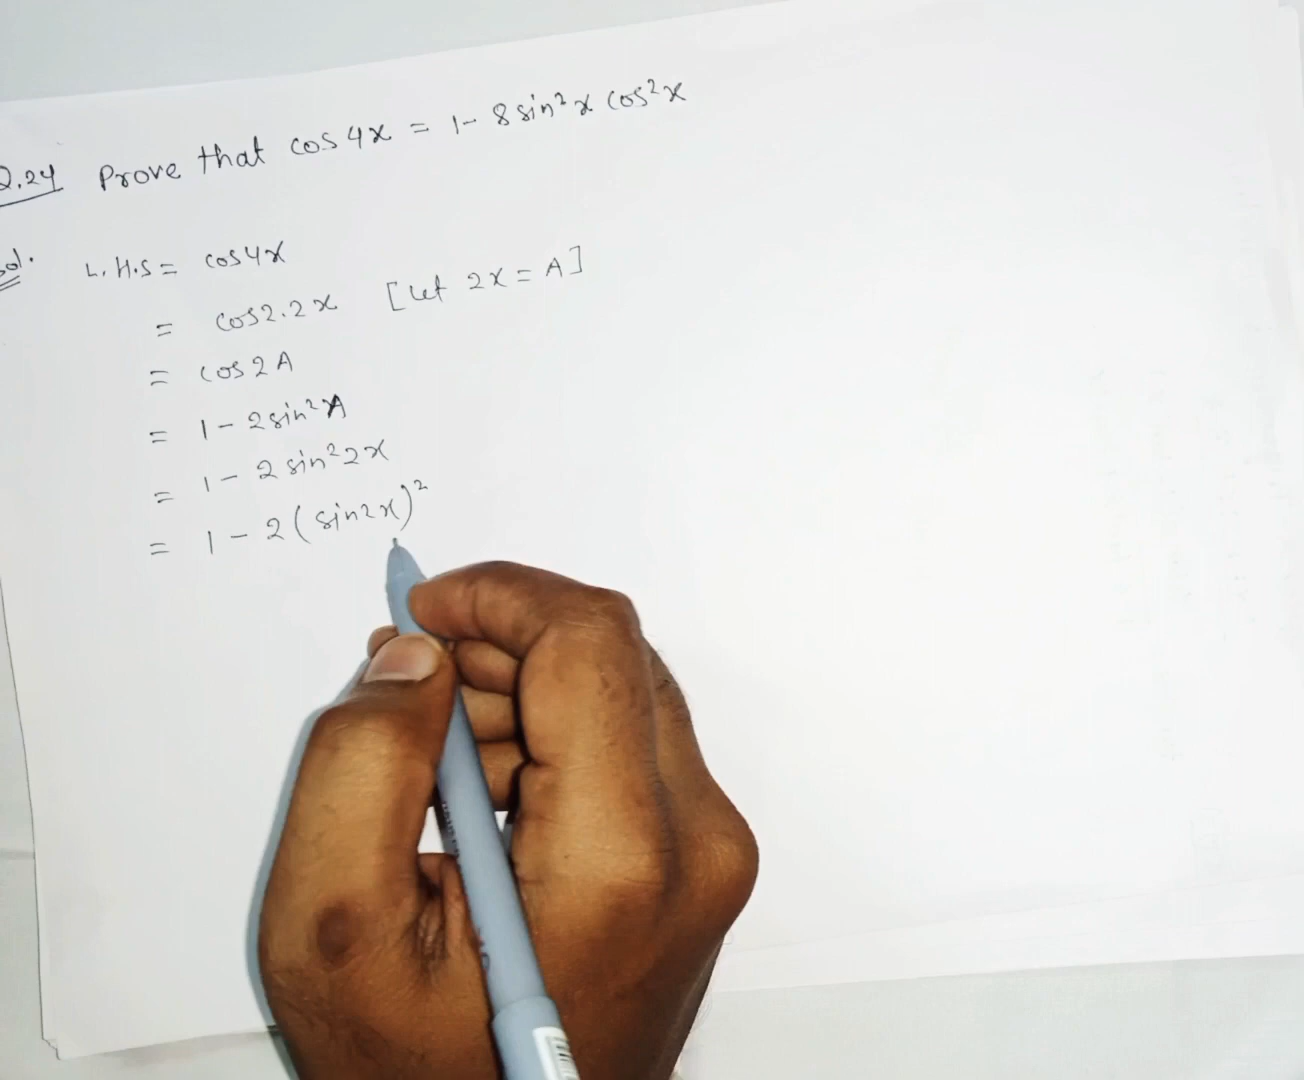 Q.24 Prove that cos 4x = 1 - 8 sin²x cos²x
Sol. L.H.S = cos4x
= cos2.2x [Let 2x = A]
= cos 2A
= 1 - 2sin²A
= 1 - 2 sin²2x
= 1 - 2(sin2x)²